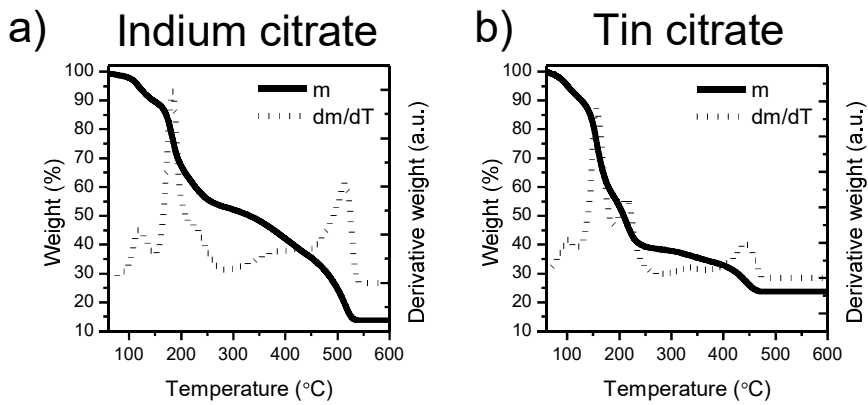 a) Indium citrate
Weight (%)
100
90
80
70
60
50
40
30
20
10
m
dm/dT
Derivative weight (a.u.)
100 200 300 400 500 600
Temperature (°C)
b) Tin citrate
Weight (%)
100
90
80
70
60
50
40
30
20
10
m
dm/dT
Derivative weight (a.u.)
100 200 300 400 500 600
Temperature (°C)